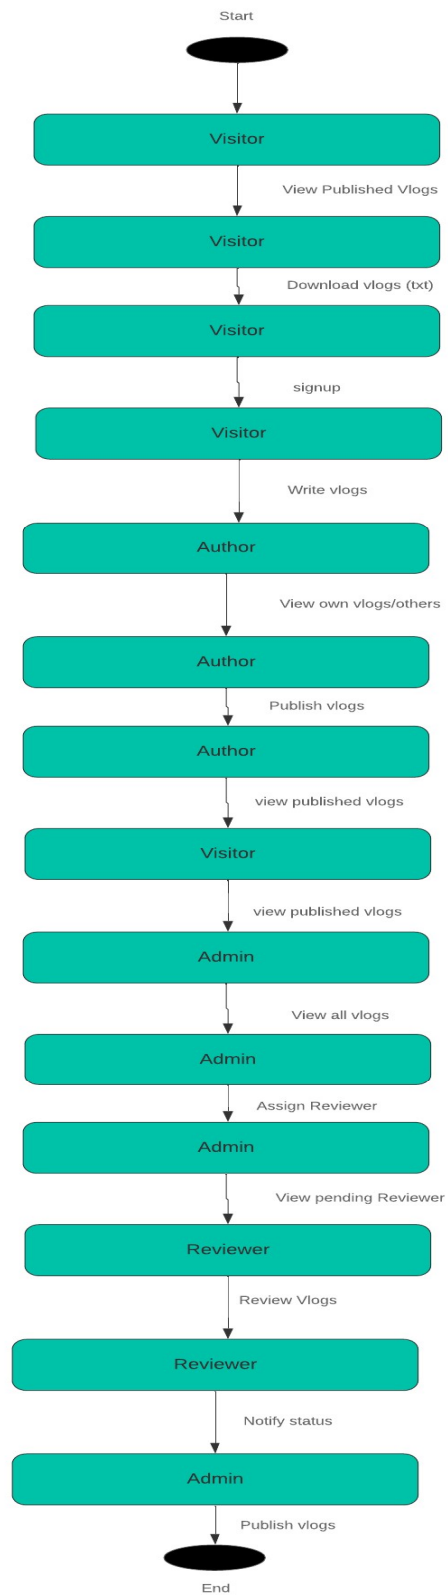 Start
Visitor
View Published Vlogs
Visitor
Download vlogs (txt)
Visitor
signup
Visitor
Write vlogs
Author
View own vlogs/others
Author
Publish vlogs
Author
view published vlogs
Visitor
view published vlogs
Admin
View all vlogs
Admin
Assign Reviewer
Admin
View pending Reviewer
Reviewer
Review Vlogs
Reviewer
Notify status
Admin
Publish vlogs
End